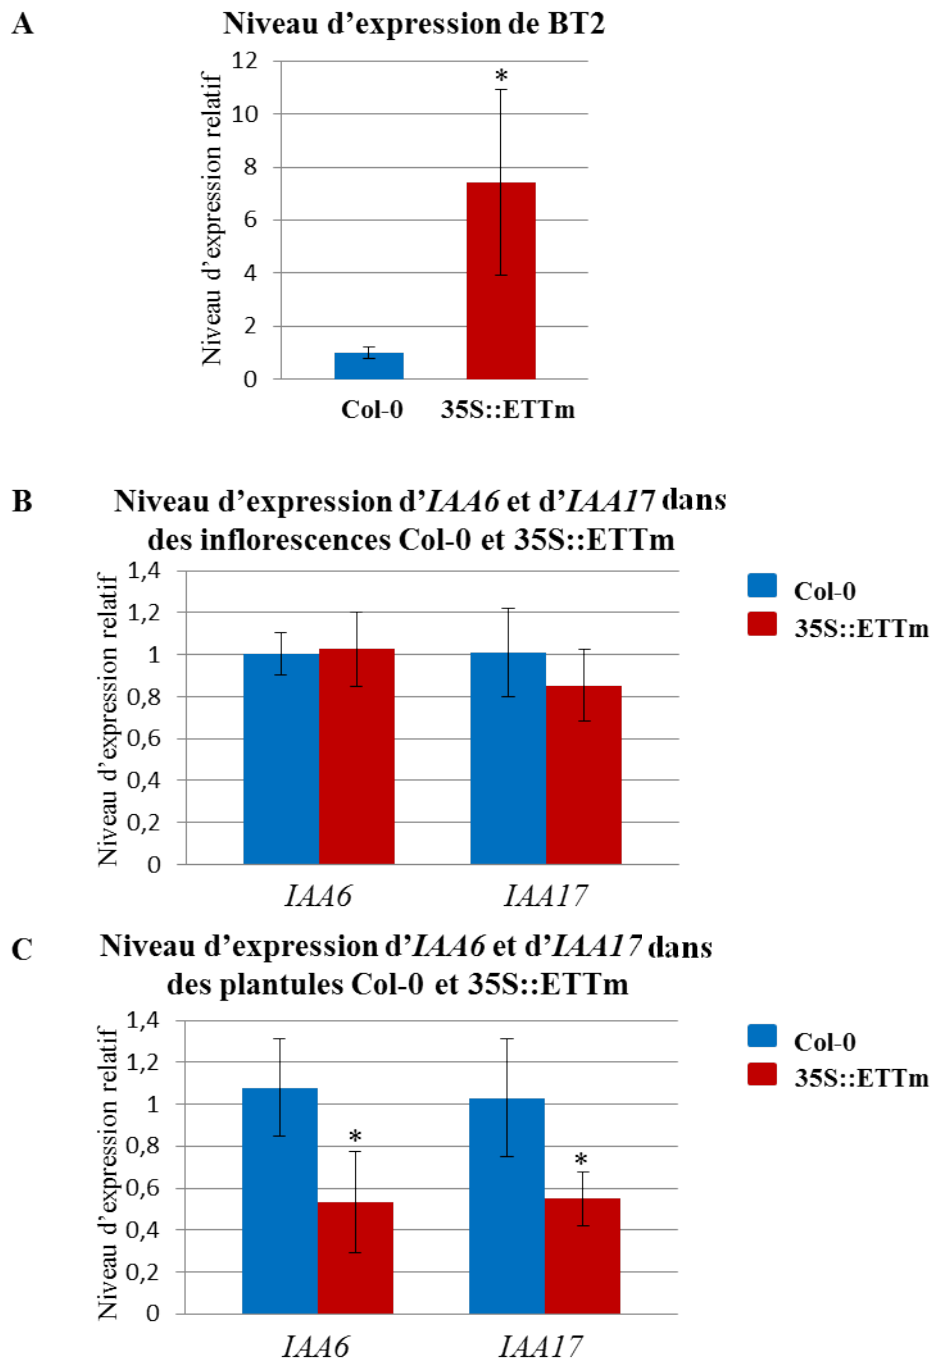 A
Niveau d’expression de BT2
Niveau d’expression relatif
12
10
8
6
4
2
0
*
Col-0
35S::ETTm
B
Niveau d’expression d’IAA6 et d’IAA17 dans
des inflorescences Col-0 et 35S::ETTm
Niveau d’expression relatif
1,4
1,2
1
0,8
0,6
0,4
0,2
0
IAA6
IAA17
Col-0
35S::ETTm
C
Niveau d’expression d’IAA6 et d’IAA17 dans
des plantules Col-0 et 35S::ETTm
Niveau d’expression relatif
1,4
1,2
1
0,8
0,6
0,4
0,2
0
*
*
IAA6
IAA17
Col-0
35S::ETTm